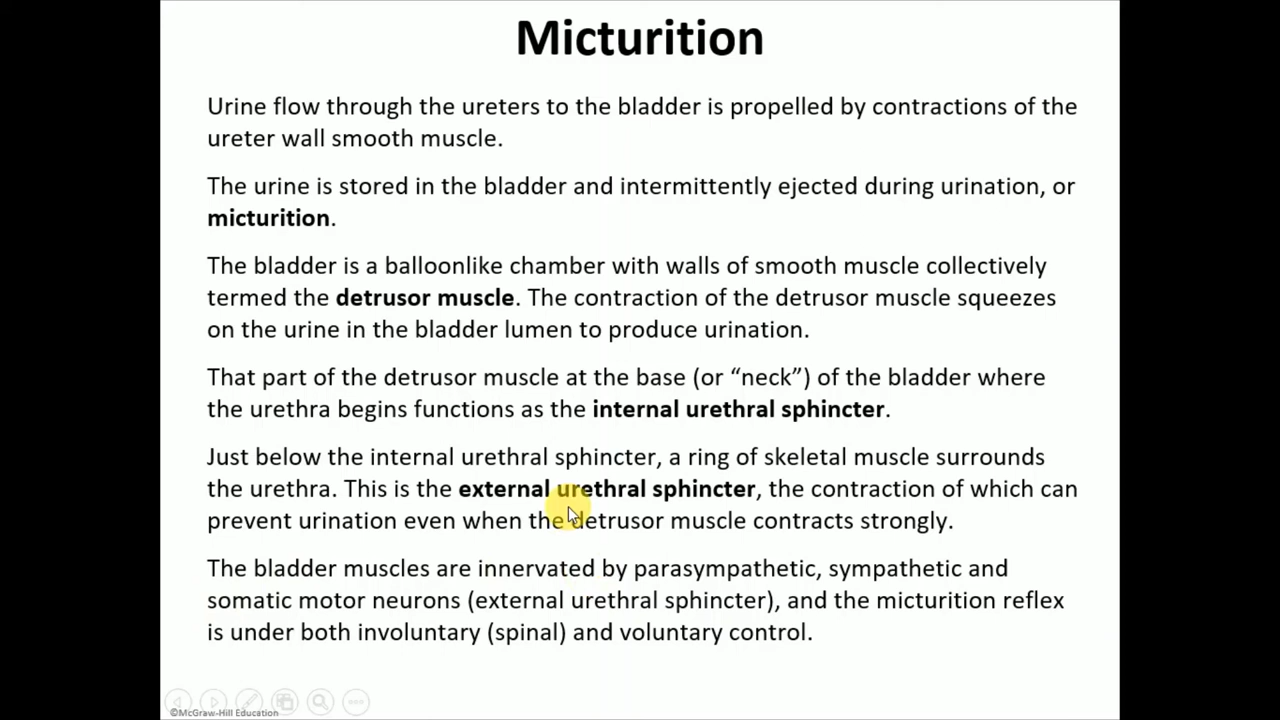 Micturition
Urine flow through the ureters to the bladder is propelled by contractions of the
ureter wall smooth muscle.
The urine is stored in the bladder and intermittently ejected during urination, or
micturition.
The bladder is a balloonlike chamber with walls of smooth muscle collectively
termed the detrusor muscle. The contraction of the detrusor muscle squeezes
on the urine in the bladder lumen to produce urination.
That part of the detrusor muscle at the base (or “neck”) of the bladder where
the urethra begins functions as the internal urethral sphincter.
Just below the internal urethral sphincter, a ring of skeletal muscle surrounds
the urethra. This is the external urethral sphincter, the contraction of which can
prevent urination even when the detrusor muscle contracts strongly.
The bladder muscles are innervated by parasympathetic, sympathetic and
somatic motor neurons (external urethral sphincter), and the micturition reflex
is under both involuntary (spinal) and voluntary control.
©McGraw-Hill Education